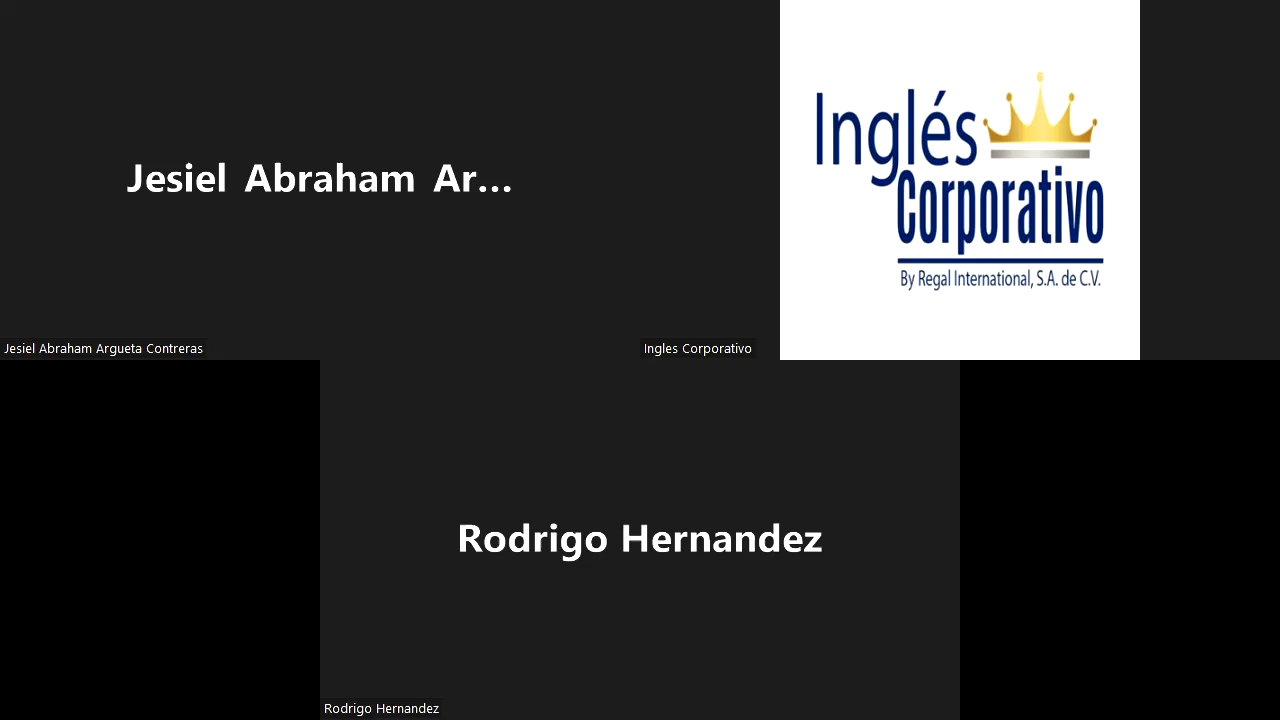 Jesiel Abraham Ar...
Jesiel Abraham Argueta Contreras
Inglés
Corporativo
By Regal International, S.A. de C.V.
Ingles Corporativo
Rodrigo Hernandez
Rodrigo Hernandez